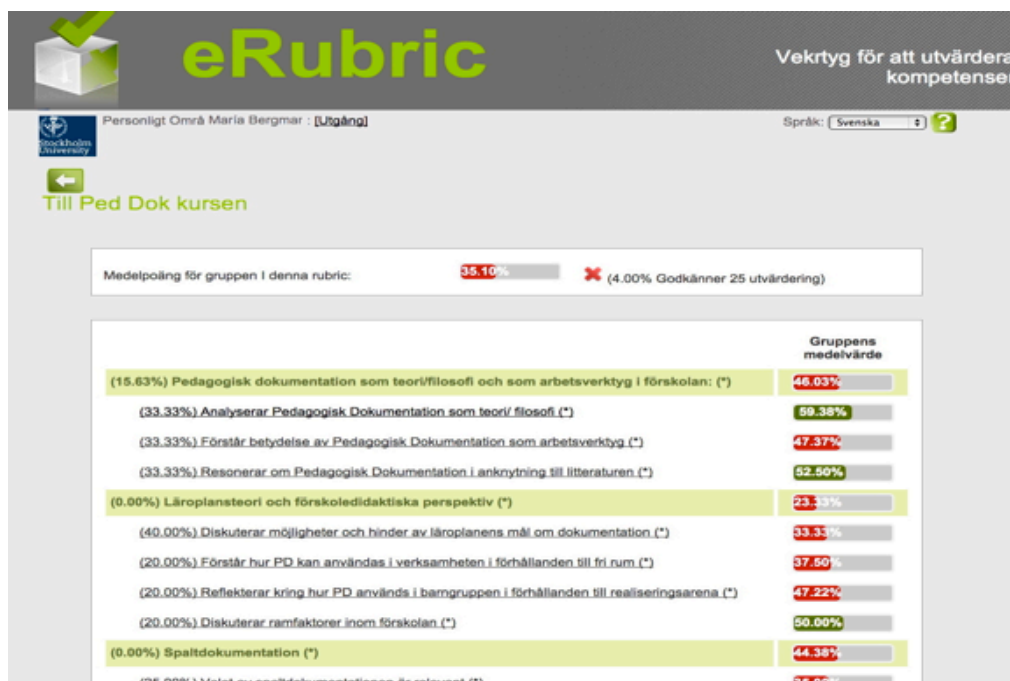 eRubric
Vekrtyg för att utvärdera
kompetenser
Stockholm
University
Personligt Områ Maria Bergmar : [Utgång]
Språk: Svenska
?
Till Ped Dok kursen
Medelpoäng för gruppen I denna rubric:
35.10%
(4.00% Godkänner 25 utvärdering)
Gruppens
medelvärde
(15.63%) Pedagogisk dokumentation som teori/filosofi och som arbetsverktyg i förskolan: (*)
46.03%
(33.33%) Analyserar Pedagogisk Dokumentation som teori/ filosofi (*)
59.38%
(33.33%) Förstår betydelse av Pedagogisk Dokumentation som arbetsverktyg (*)
47.37%
(33.33%) Resonerar om Pedagogisk Dokumentation i anknytning till litteraturen (*)
52.50%
(0.00%) Läroplansteori och förskoledidaktiska perspektiv (*)
23.33%
(40.00%) Diskuterar möjligheter och hinder av läroplanens mål om dokumentation (*)
33.33%
(20.00%) Förstår hur PD kan användas i verksamheten i förhållanden till fri rum (*)
37.50%
(20.00%) Reflekterar kring hur PD används i barngruppen i förhållanden till realiseringsarena (*)
47.22%
(20.00%) Diskuterar ramfaktorer inom förskolan (*)
50.00%
(0.00%) Spaltdokumentation (*)
44.38%